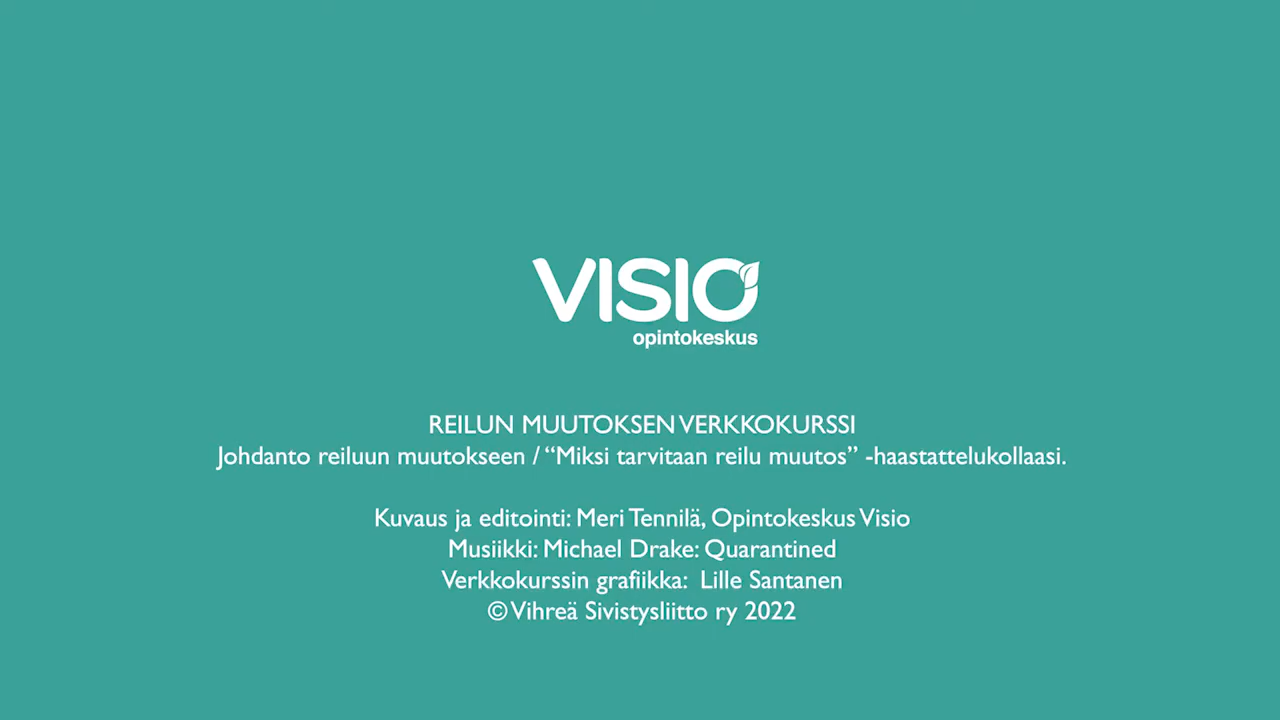 VISIO
opintokeskus
REILUN MUUTOKSEN VERKKOKURSSI
Johdanto reiluun muutokseen / “Miksi tarvitaan reilu muutos” -haastattelukollaasi.
Kuvaus ja editointi: Meri Tennilä, Opintokeskus Visio
Musiikki: Michael Drake: Quarantined
Verkkokurssin grafiikka: Lille Santanen
© Vihreä Sivistysliitto ry 2022